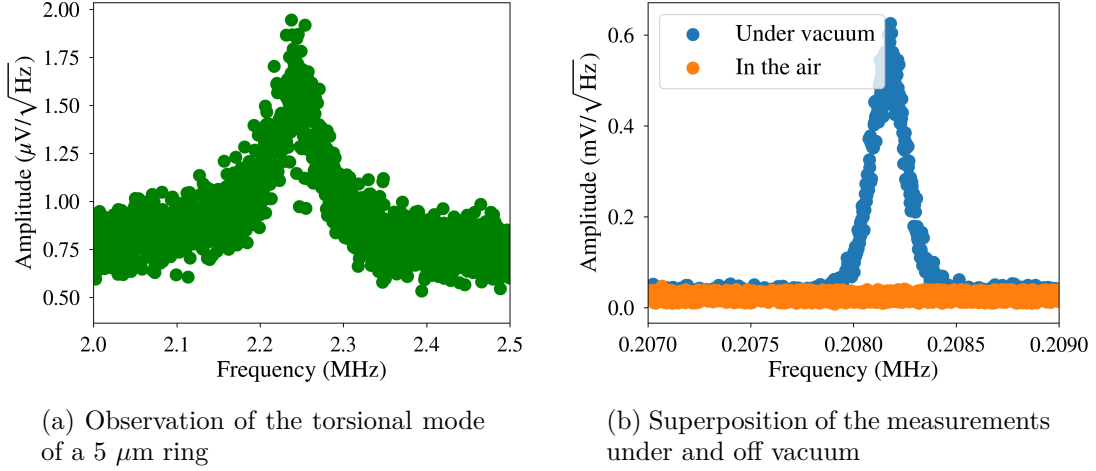 2.00
1.75
1.50
1.25
1.00
0.75
0.50
Amplitude (μV/√Hz)
2.0 2.1 2.2 2.3 2.4 2.5
Frequency (MHz)
(a) Observation of the torsional mode
of a 5 μm ring
Under vacuum
In the air
0.6
0.4
0.2
0.0
Amplitude (mV/√Hz)
0.2070 0.2075 0.2080 0.2085 0.2090
Frequency (MHz)
(b) Superposition of the measurements
under and off vacuum